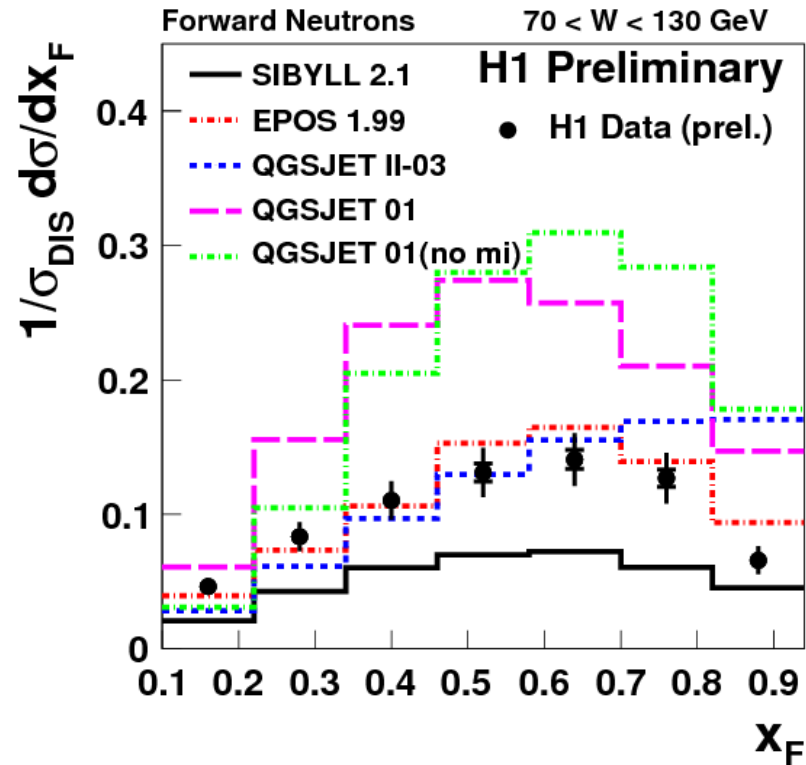 Forward Neutrons 70 < W < 130 GeV
H1 Preliminary
H1 Data (prel.)
SIBYLL 2.1
EPOS 1.99
QGSJET II-03
QGSJET 01
QGSJET 01(no mi)
1/σDIS dσ/dxF
0.4
0.3
0.2
0.1
0
0.1 0.2 0.3 0.4 0.5 0.6 0.7 0.8 0.9
xF